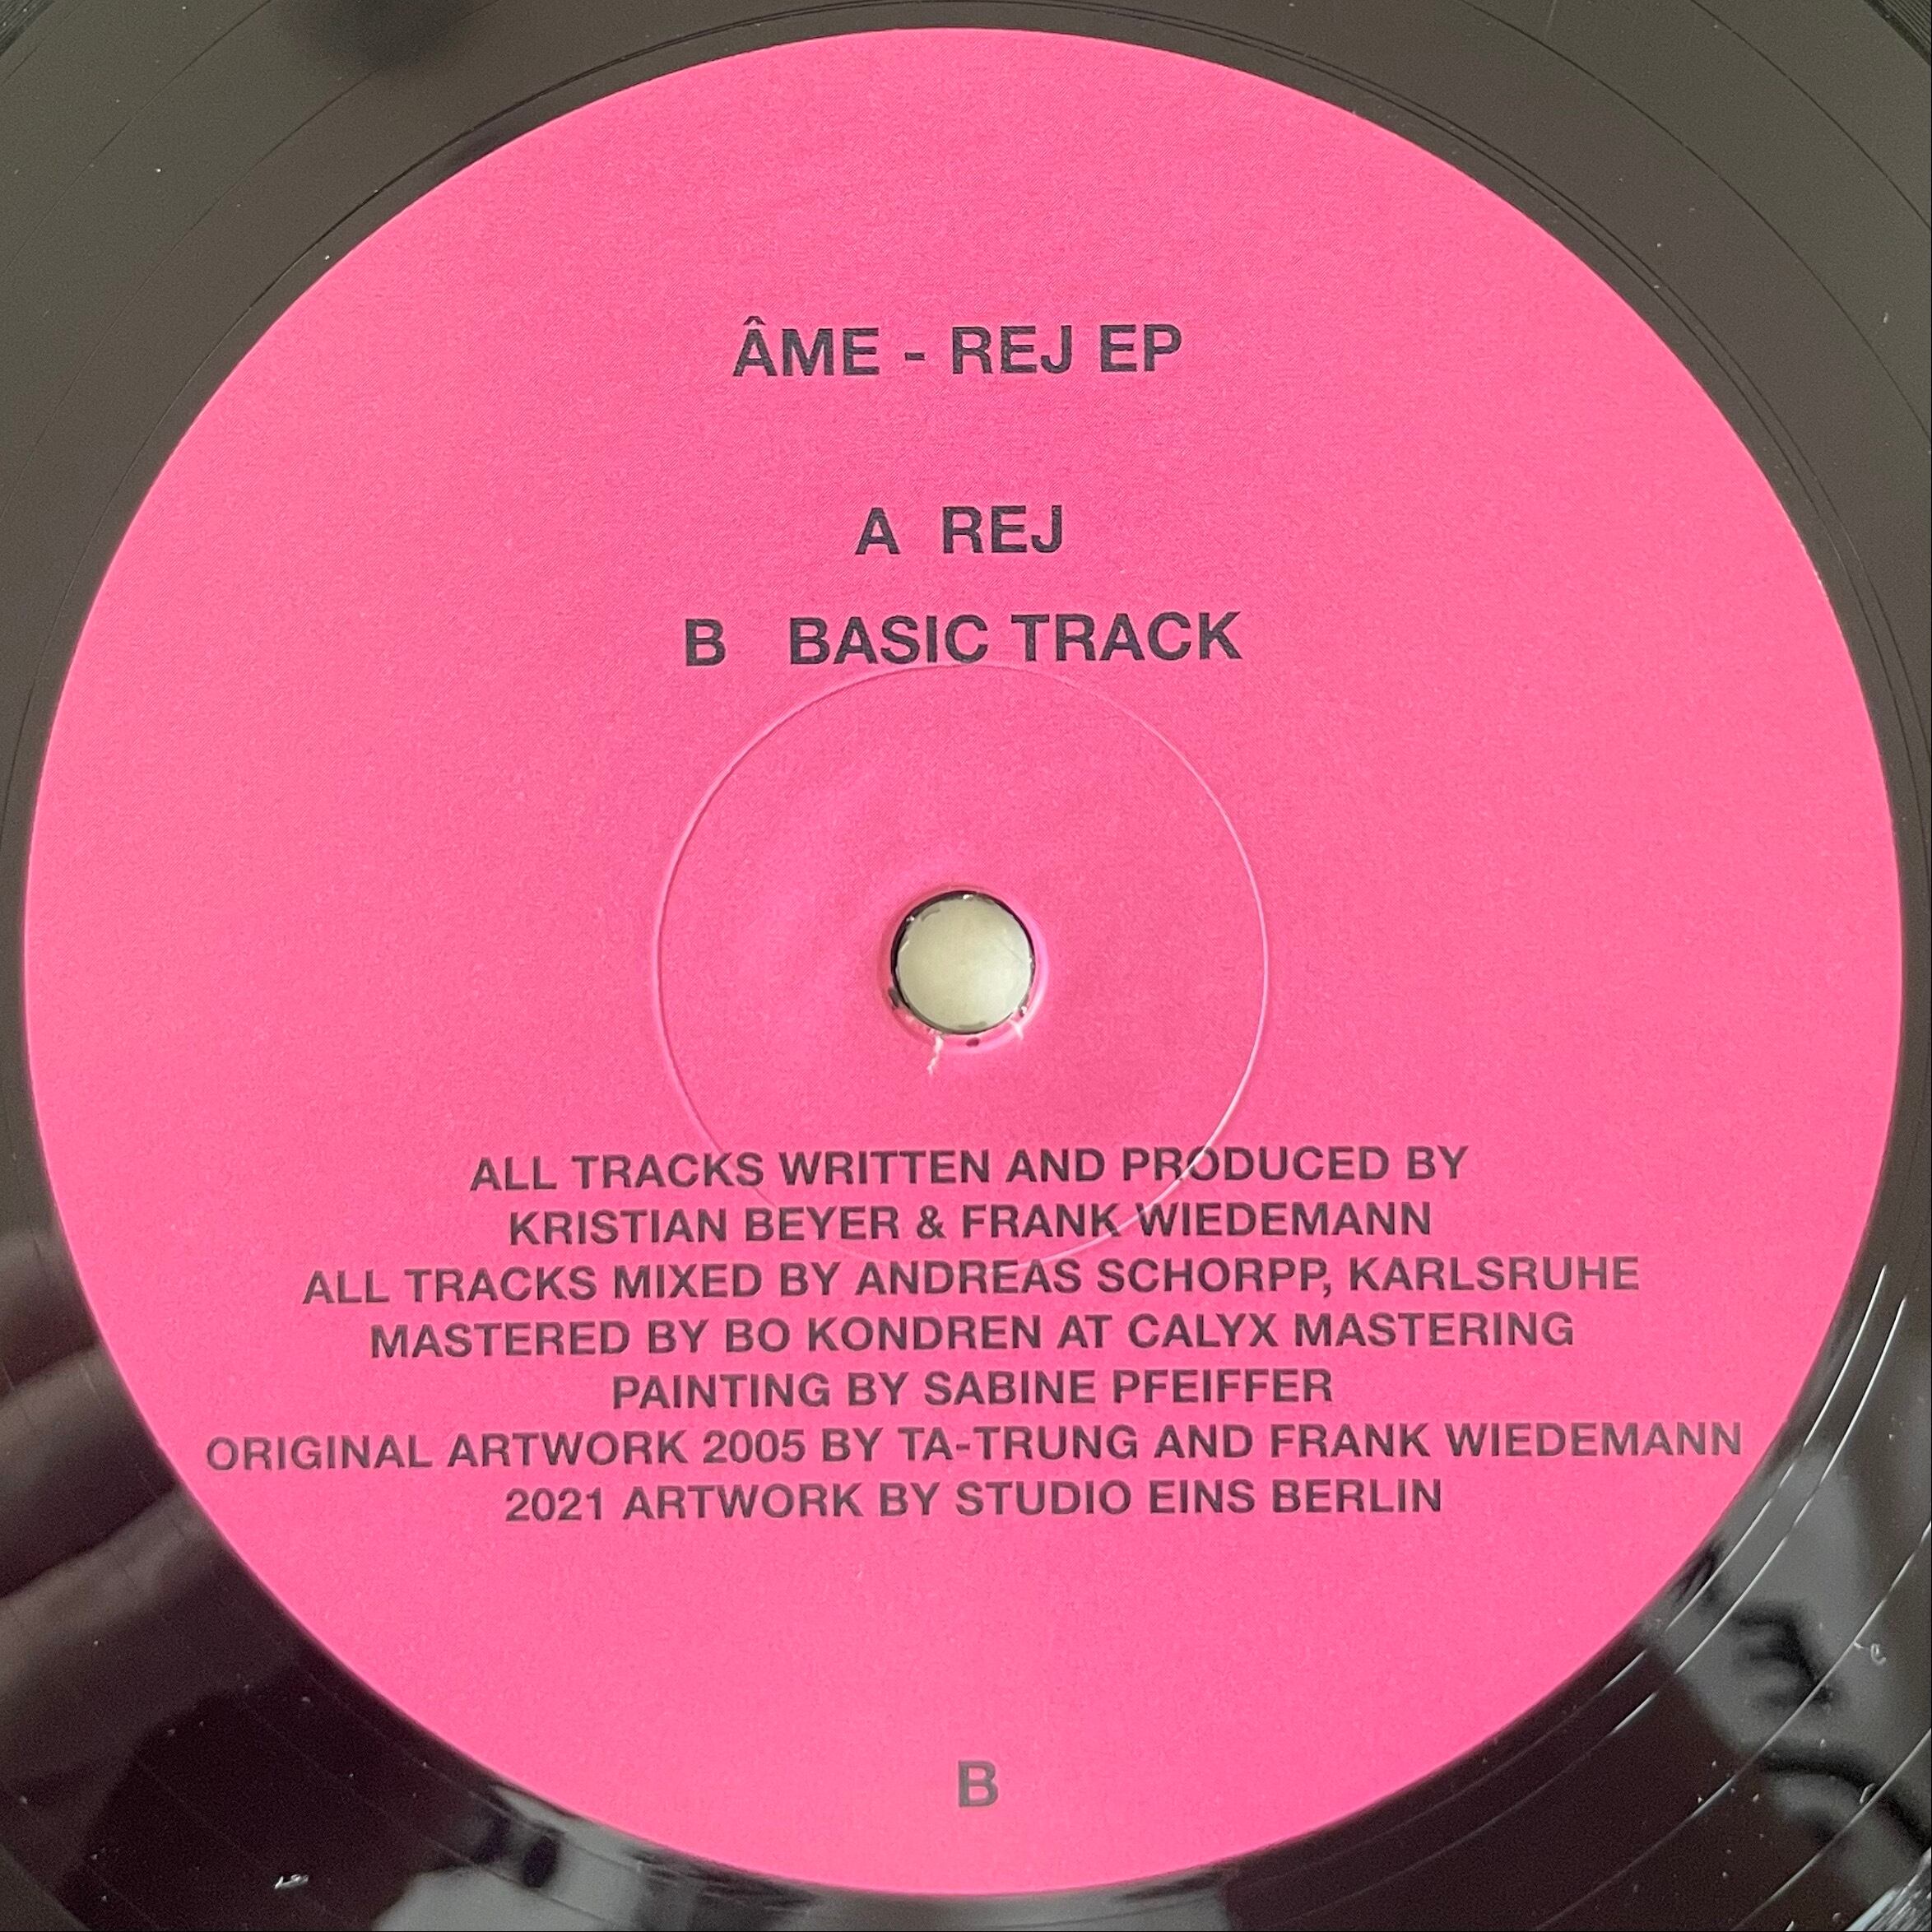 ÂME - REJ EP
A REJ
B BASIC TRACK
ALL TRACKS WRITTEN AND PRODUCED BY
KRISTIAN BEYER & FRANK WIEDEMANN
ALL TRACKS MIXED BY ANDREAS SCHORPP, KARLSRUHE
MASTERED BY BO KONDREN AT CALYX MASTERING
PAINTING BY SABINE PFEIFFER
ORIGINAL ARTWORK 2005 BY TA-TRUNG AND FRANK WIEDEMANN
2021 ARTWORK BY STUDIO EINS BERLIN
B